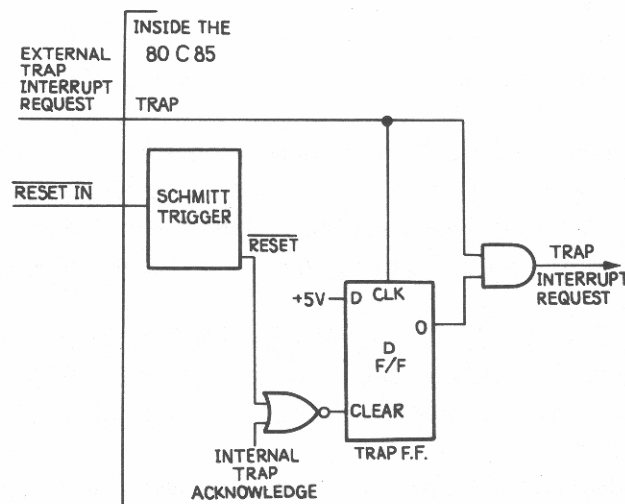 INSIDE THE
80 C 85
EXTERNAL
TRAP
INTERRUPT
REQUEST
TRAP
RESET IN
SCHMITT
TRIGGER
RESET
+5V
D CLK
O
D
F/F
CLEAR
TRAP
INTERRUPT
REQUEST
INTERNAL
TRAP
ACKNOWLEDGE
TRAP F.F.